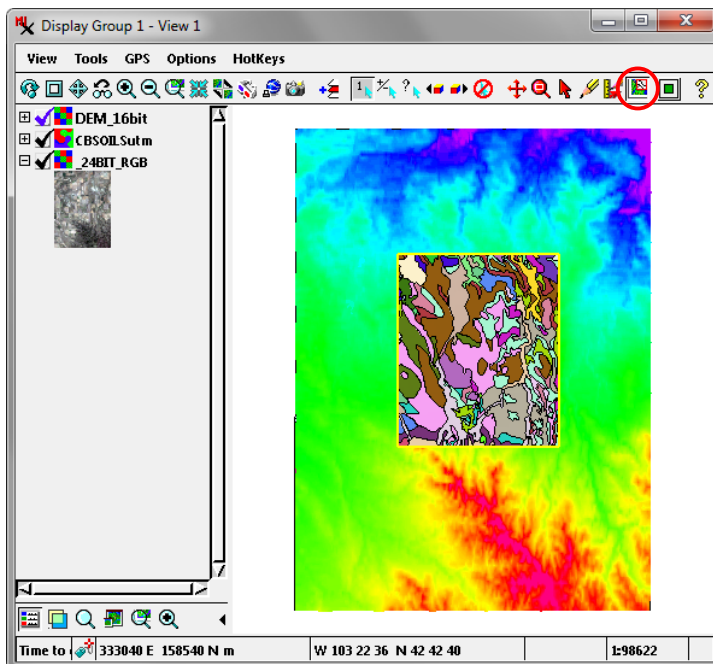 Display Group 1 - View 1
View Tools GPS Options HotKeys
DEM_16bit
CBSOILSutm
_24BIT_RGB
Time to 333040 E 158540 N m W 103 22 36 N 42 42 40 1:98622